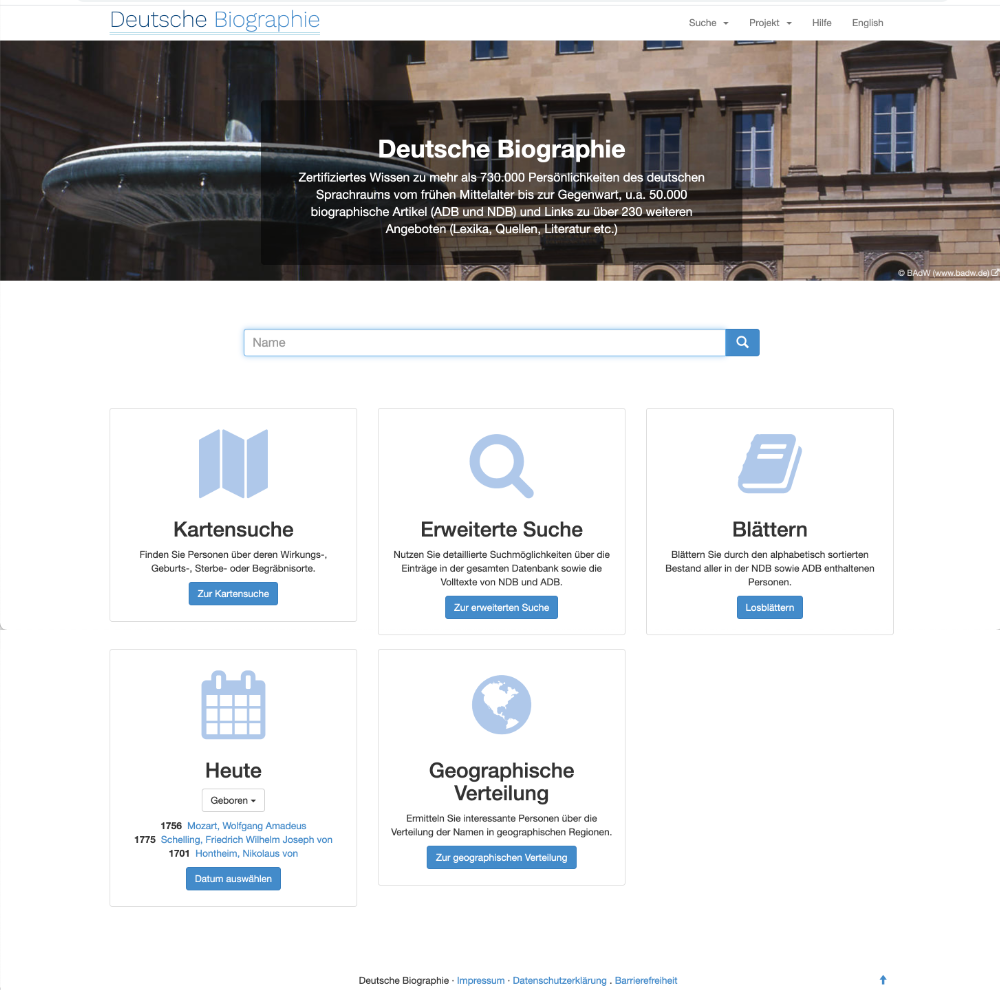 Deutsche Biographie
Suche Projekt Hilfe English
Deutsche Biographie
Zertifiziertes Wissen zu mehr als 730.000 Persönlichkeiten des deutschen
Sprachraums vom frühen Mittelalter bis zur Gegenwart, u.a. 50.000
biographische Artikel (ADB und NDB) und Links zu über 230 weiteren
Angeboten (Lexika, Quellen, Literatur etc.)
© BAdW (www.badw.de)
Name
Kartensuche
Finden Sie Personen über deren Wirkungs-,
Geburts-, Sterbe- oder Begräbnisorte.
Zur Kartensuche
Erweiterte Suche
Nutzen Sie detaillierte Suchmöglichkeiten über die
Einträge in der gesamten Datenbank sowie die
Volltexte von NDB und ADB.
Zur erweiterten Suche
Blättern
Blättern Sie durch den alphabetisch sortierten
Bestand aller in der NDB sowie ADB enthaltenen
Personen.
Losblättern
Heute
Geboren
1756 Mozart, Wolfgang Amadeus
1775 Schelling, Friedrich Wilhelm Joseph von
1701 Hontheim, Nikolaus von
Datum auswählen
Geographische
Verteilung
Ermitteln Sie interessante Personen über die
Verteilung der Namen in geographischen Regionen.
Zur geographischen Verteilung
Deutsche Biographie · Impressum · Datenschutzerklärung . Barrierefreiheit